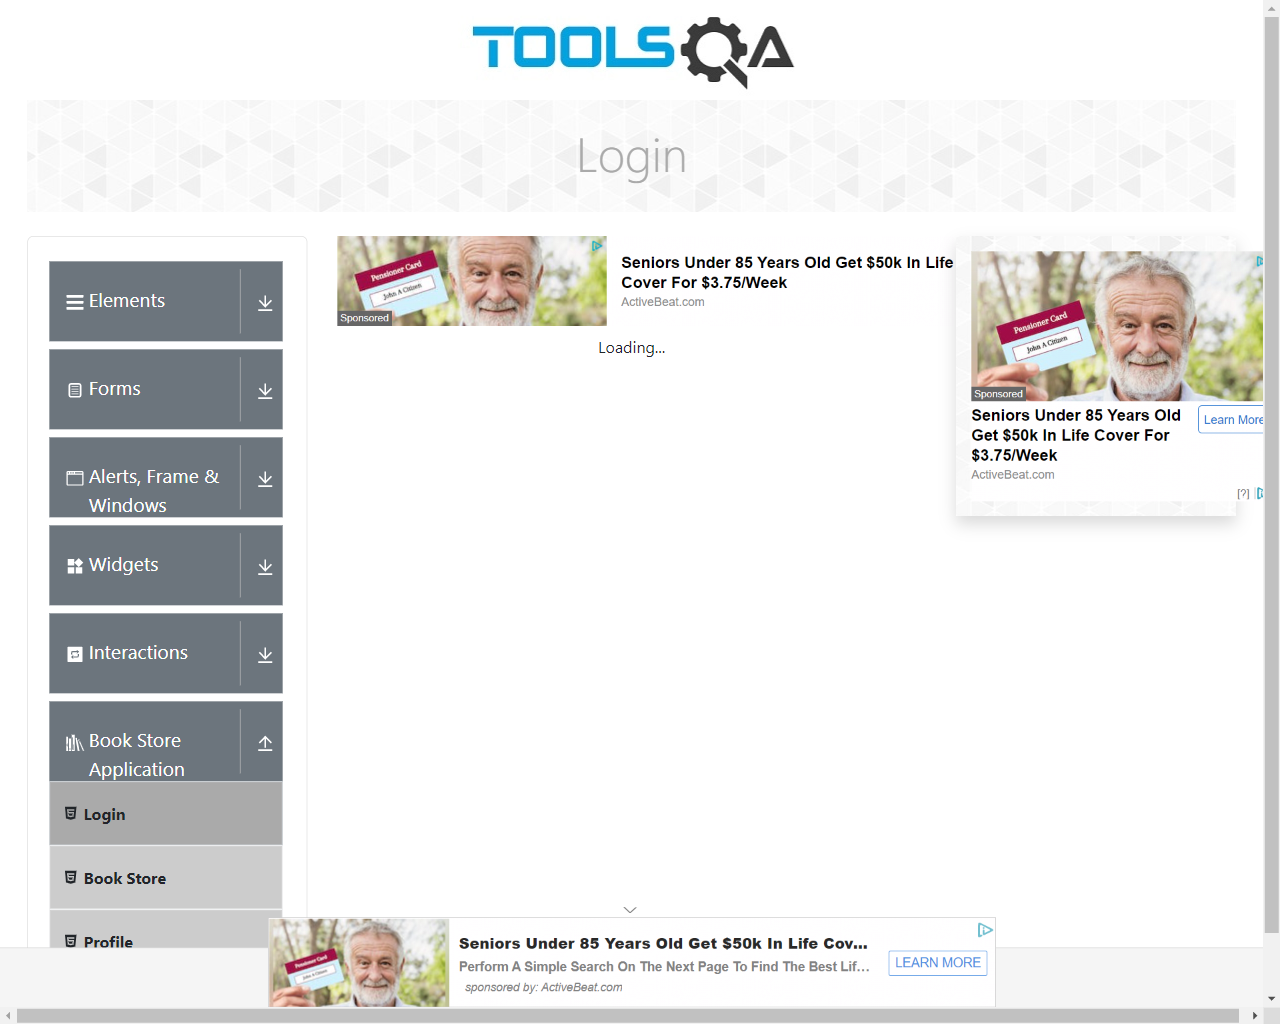 TOOLSQA
Login
Elements
Forms
Alerts, Frame &
Windows
Widgets
Interactions
Book Store
Application
Login
Book Store
Profile
Pensioner Card
John A Citizen
Sponsored
Seniors Under 85 Years Old Get $50k In Life
Cover For $3.75/Week
ActiveBeat.com
Loading...
Pensioner Card
John A Citizen
Sponsored
Seniors Under 85 Years Old
Get $50k In Life Cover For
$3.75/Week
ActiveBeat.com
Learn More
[?]
Pensioner Card
John A Citizen
Seniors Under 85 Years Old Get $50k In Life Cov...
Perform A Simple Search On The Next Page To Find The Best Lif...
sponsored by: ActiveBeat.com
LEARN MORE